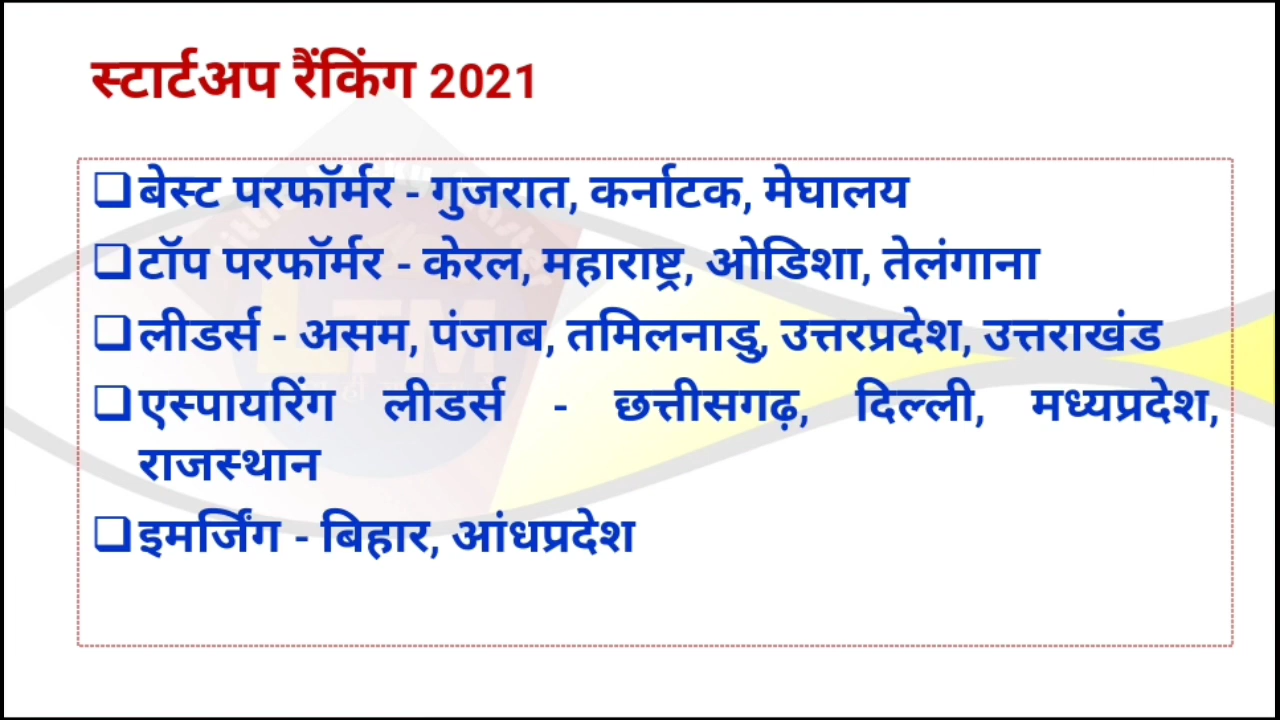 स्टार्टअप रैंकिंग 2021
❑बेस्ट परफॉर्मर - गुजरात, कर्नाटक, मेघालय
❑टॉप परफॉर्मर - केरल, महाराष्ट्र, ओडिशा, तेलंगाना
❑लीडर्स - असम, पंजाब, तमिलनाडु, उत्तरप्रदेश, उत्तराखंड
❑एस्पायरिंग लीडर्स - छत्तीसगढ़, दिल्ली, मध्यप्रदेश,
राजस्थान
❑इमर्जिंग - बिहार, आंधप्रदेश
LTM